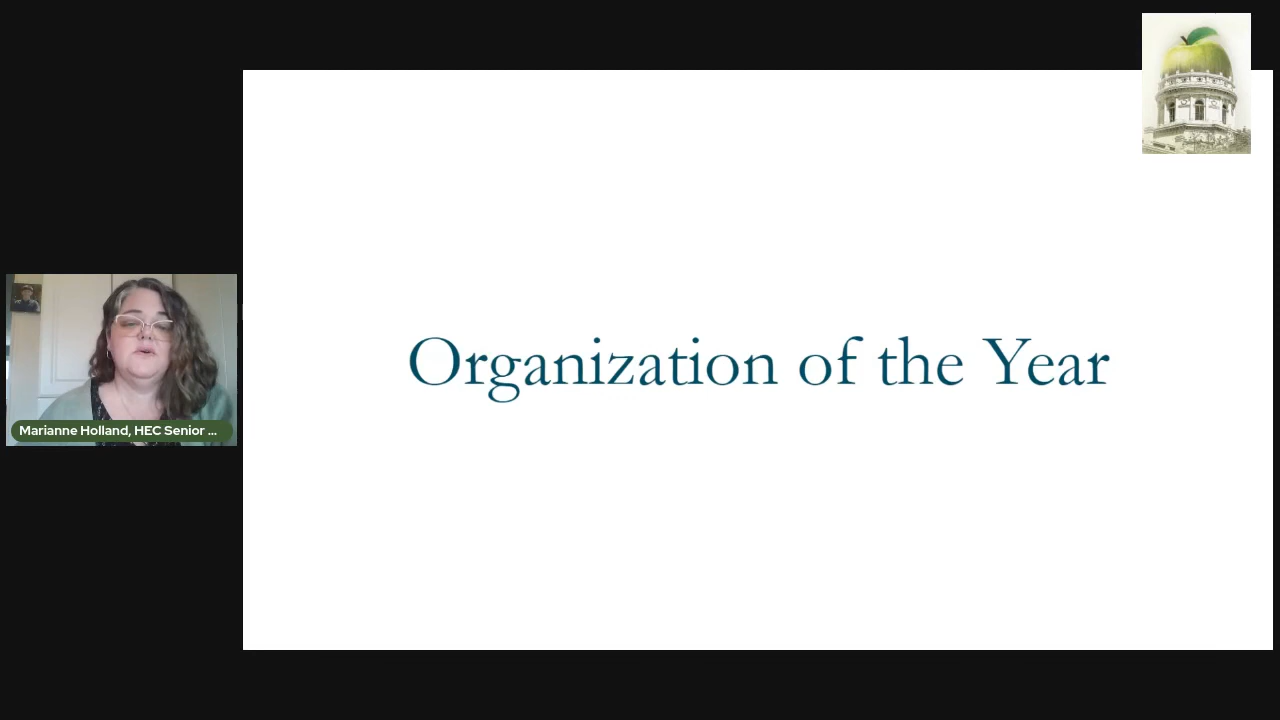 Organization of the Year
Marianne Holland, HEC Senior ...